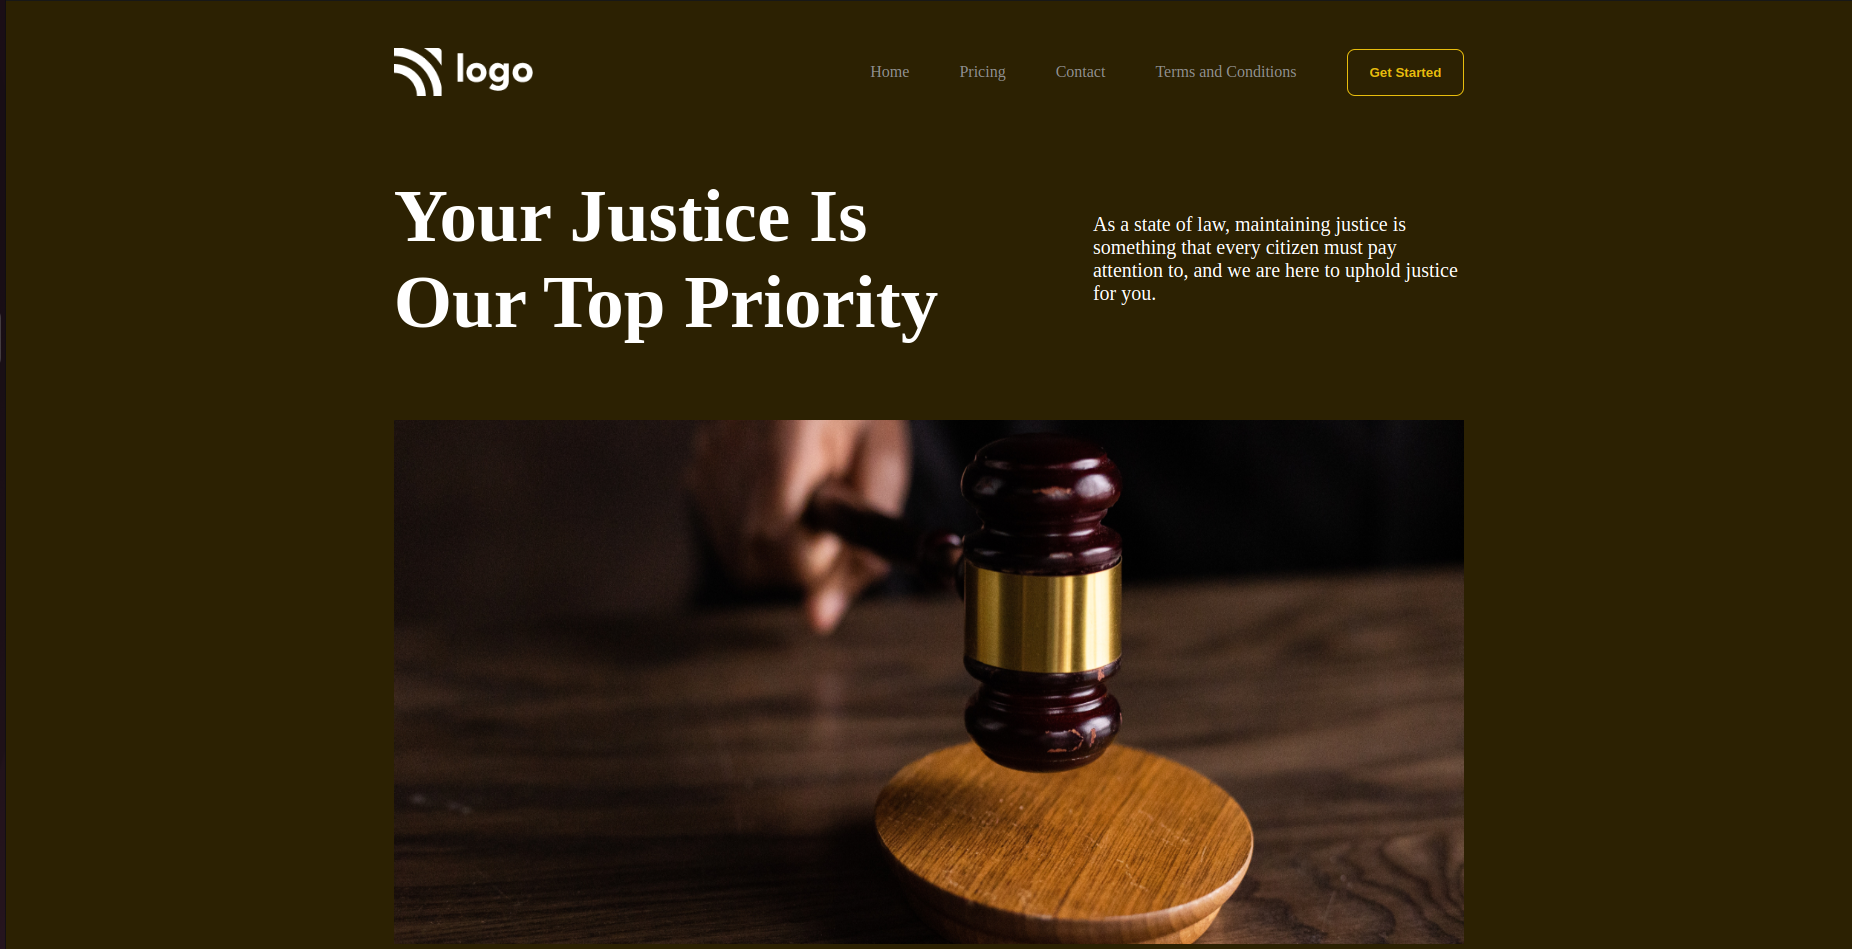 logo
Home
Pricing
Contact
Terms and Conditions
Get Started
Your Justice Is
Our Top Priority
As a state of law, maintaining justice is
something that every citizen must pay
attention to, and we are here to uphold justice
for you.